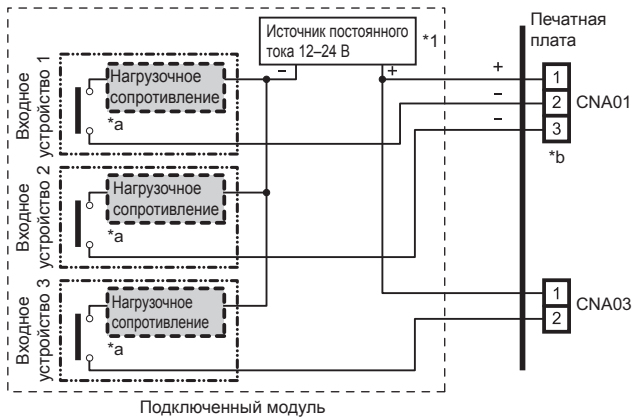 Источник постоянного
тока 12–24 В
*1
–
+
Печатная
плата
Входное
устройство 1
Нагрузочное
сопротивление
*a
+
–
–
1
2
3
CNA01
*b
Входное
устройство 2
Нагрузочное
сопротивление
*a
Входное
устройство 3
Нагрузочное
сопротивление
*a
1
2
CNA03
Подключенный модуль